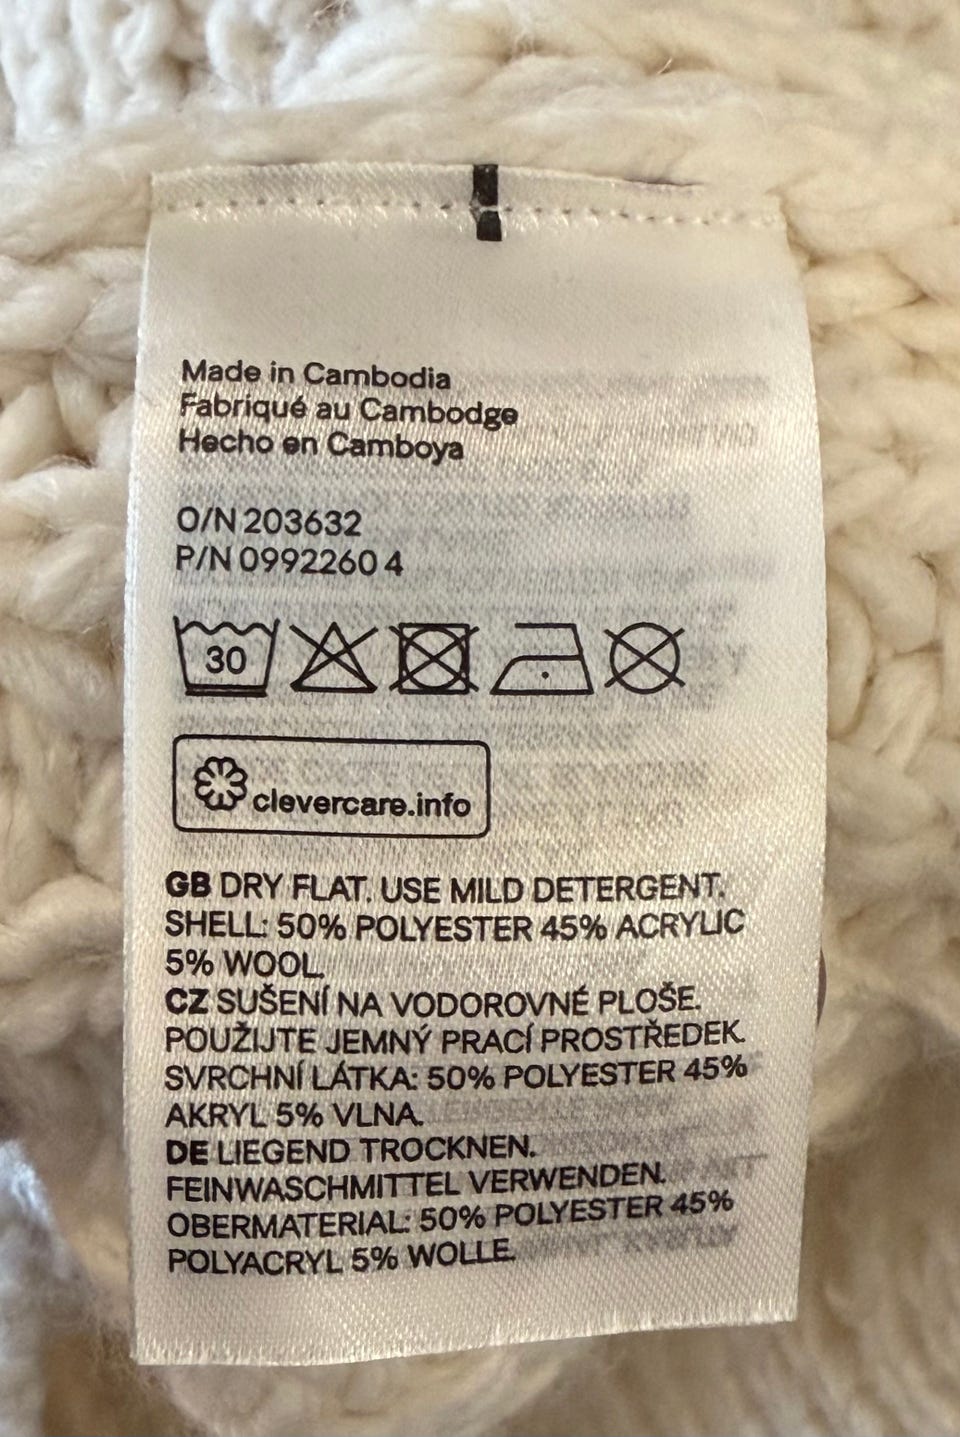 Made in Cambodia
Fabriqué au Cambodge
Hecho en Camboya
O/N 203632
P/N 0992260 4
30
clevercare.info
GB DRY FLAT. USE MILD DETERGENT.
SHELL: 50% POLYESTER 45% ACRYLIC
5% WOOL
CZ SUŠENÍ NA VODOROVNÉ PLOŠE.
POUŽIJTE JEMNÝ PRACÍ PROSTŘEDEK.
SVRCHNÍ LÁTKA: 50% POLYESTER 45%
AKRYL 5% VLNA.
DE LIEGEND TROCKNEN.
FEINWASCHMITTEL VERWENDEN.
OBERMATERIAL: 50% POLYESTER 45%
POLYACRYL 5% WOLLE.